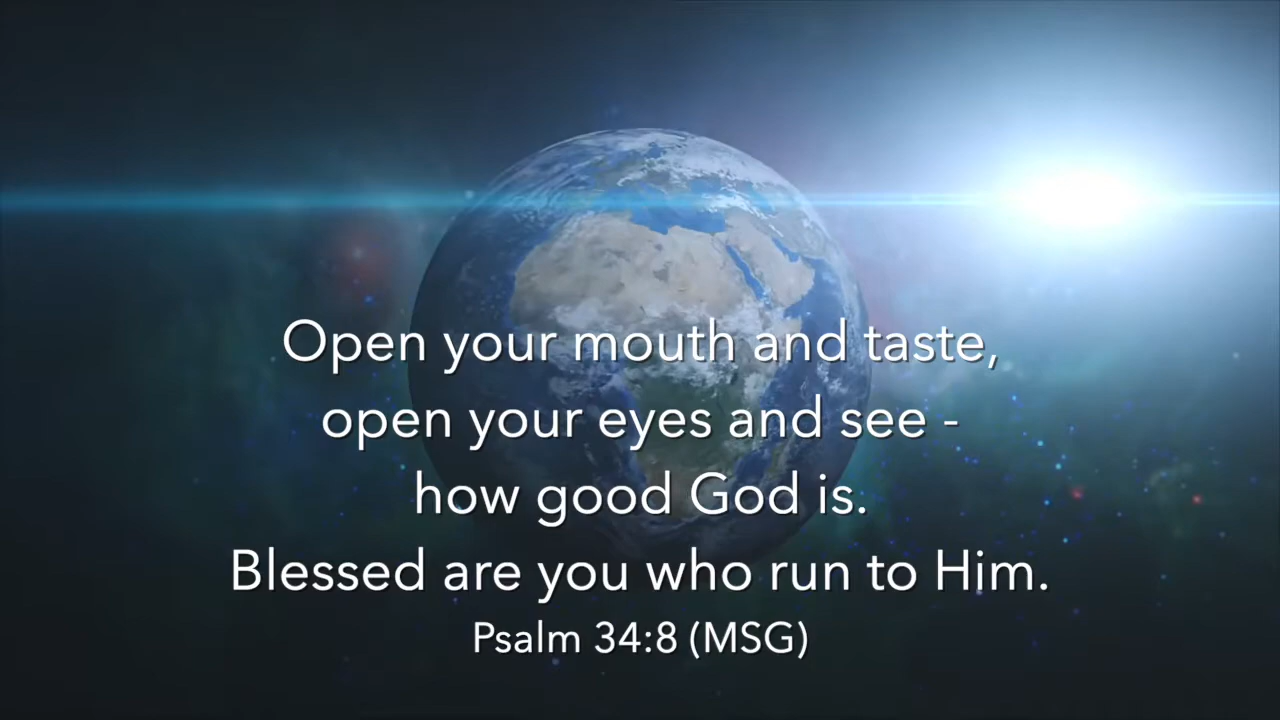 Open your mouth and taste,
open your eyes and see -
how good God is.
Blessed are you who run to Him.
Psalm 34:8 (MSG)